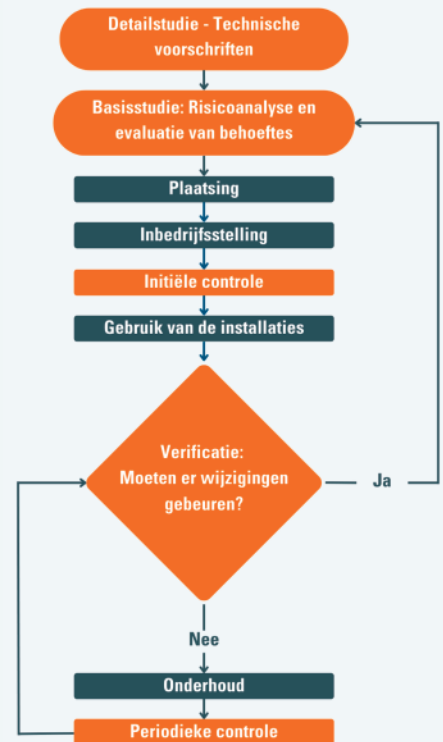 Detailstudie - Technische
voorschriften
Basisstudie: Risicoanalyse en
evaluatie van behoeftes
Plaatsing
Inbedrijfsstelling
Initiële controle
Gebruik van de installaties
Verificatie:
Moeten er wijzigingen
gebeuren?
Ja
Nee
Onderhoud
Periodieke controle